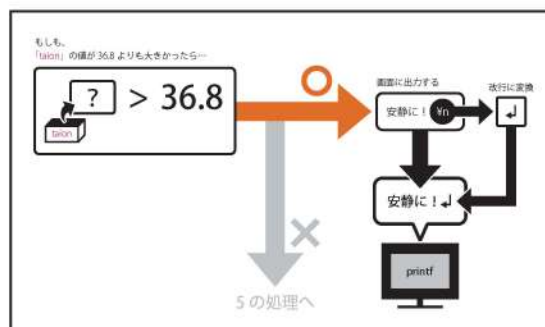 もしも、
「taion」の値が 36.8 よりも大きかったら…
? > 36.8
taion
画面に出力する
改行に変換
安静に！ ¥n
↲
安静に！↲
printf
5 の処理へ